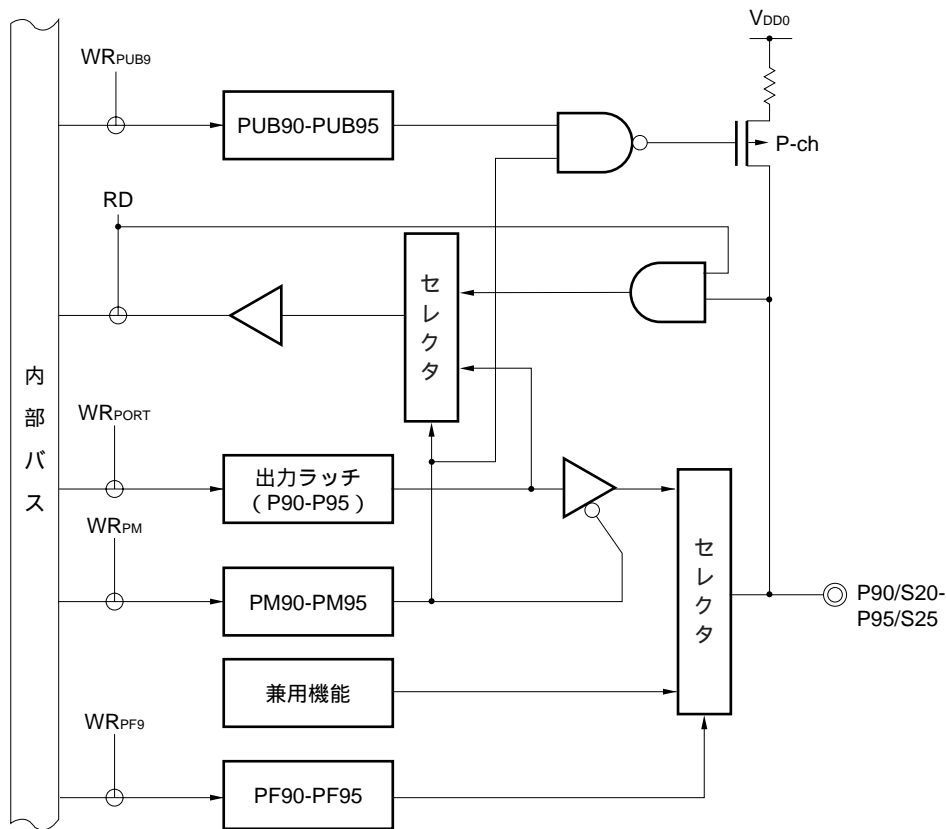 VDD0
WRPUB9
PUB90-PUB95
P-ch
RD
セレクタ
内部バス
WRPORT
出力ラッチ
（P90-P95）
WRPM
PM90-PM95
セレクタ
P90/S20-
P95/S25
兼用機能
WRPF9
PF90-PF95